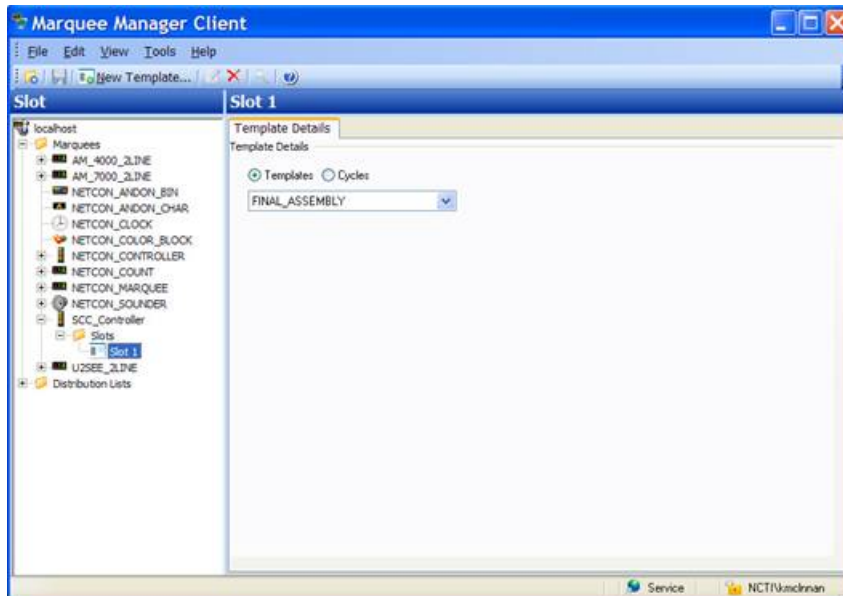 Marquee Manager Client
File Edit View Tools Help
New Template...
Slot
Slot 1
localhost
Marquees
AM_4000_2LINE
AM_7000_2LINE
NETCON_ANDON_BIN
NETCON_ANDON_CHAR
NETCON_CLOCK
NETCON_COLOR_BLOCK
NETCON_CONTROLLER
NETCON_COUNT
NETCON_MARQUEE
NETCON_SOUNDER
SCC_Controller
Slots
Slot 1
U2SEE_2LINE
Distribution Lists
Template Details
Template Details
Templates Cycles
FINAL_ASSEMBLY
Service